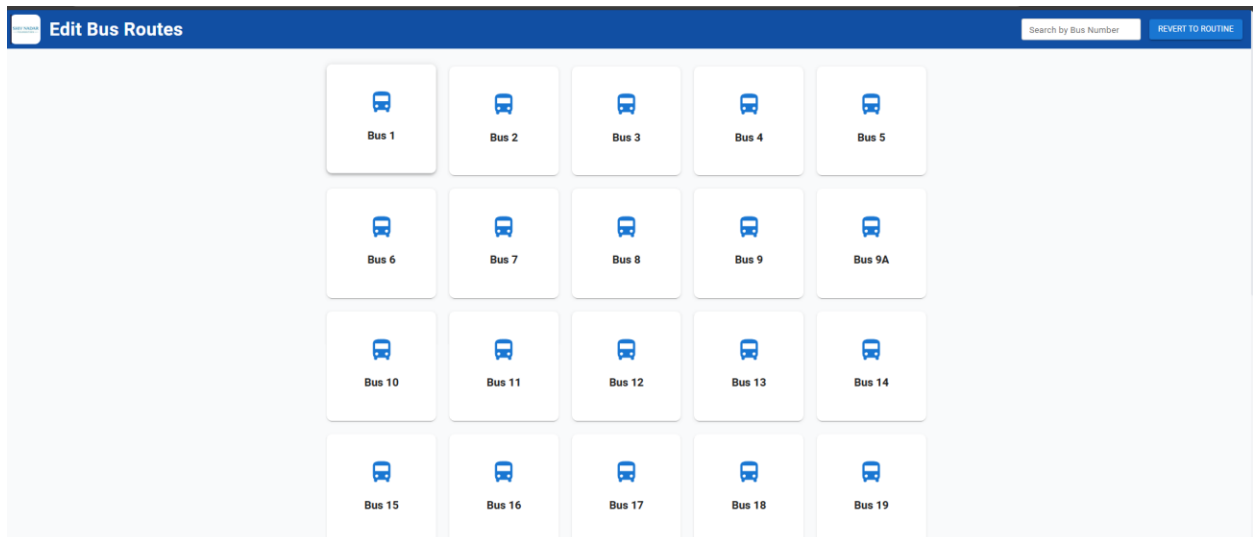 Edit Bus Routes
Search by Bus Number
REVERT TO ROUTINE
Bus 1
Bus 2
Bus 3
Bus 4
Bus 5
Bus 6
Bus 7
Bus 8
Bus 9
Bus 9A
Bus 10
Bus 11
Bus 12
Bus 13
Bus 14
Bus 15
Bus 16
Bus 17
Bus 18
Bus 19